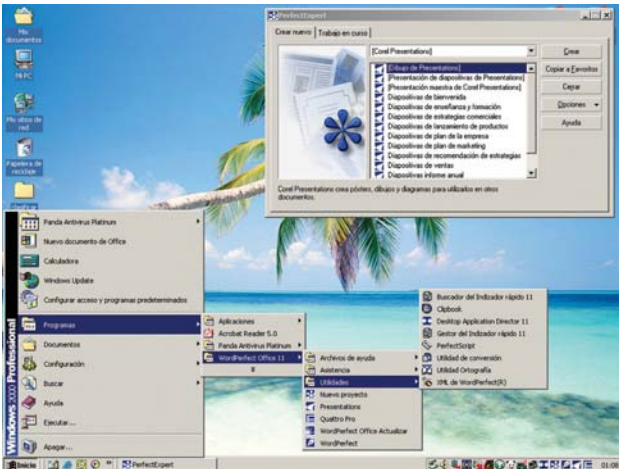 Mis
documentos
Mi PC
Mis sitios de
red
Papelera de
reciclaje
PerfectExpert
Crear nuevo
Trabajo en curso
[Corel Presentations]
Crear
Copiar a Favoritos
Cerrar
Opciones
Ayuda
[Dibujo de Presentations]
[Presentación de diapositivas de Presentations]
[Presentación maestra de Corel Presentations]
Diapositivas de bienvenida
Diapositivas de enseñanza y formación
Diapositivas de estrategias comerciales
Diapositivas de lanzamiento de productos
Diapositivas de plan de la empresa
Diapositivas de plan de marketing
Diapositivas de recomendación de estrategias
Diapositivas de ventas
Diapositivas informe anual
Corel Presentations crea pósters, dibujos y diagramas para utilizarlos en otros
documentos.
Windows 2000 Professional
Panda Antivirus Platinum
Nuevo documento de Office
Calculadora
Windows Update
Configurar acceso y programas predeterminados
Programas
Documentos
Configuración
Buscar
Ayuda
Ejecutar...
Apagar...
Aplicaciones
Acrobat Reader 5.0
Panda Antivirus Platinum
WordPerfect Office 11
Archivos de ayuda
Asistencia
Utilidades
Nuevo proyecto
Presentations
Quattro Pro
WordPerfect Office Actualizar
WordPerfect
Buscador del Indizador rápido 11
Clipbook
Desktop Application Director 11
Gestor del Indizador rápido 11
PerfectScript
Utilidad de conversión
Utilidad Ortografía
XML de WordPerfect(R)
Inicio
PerfectExpert
01:08